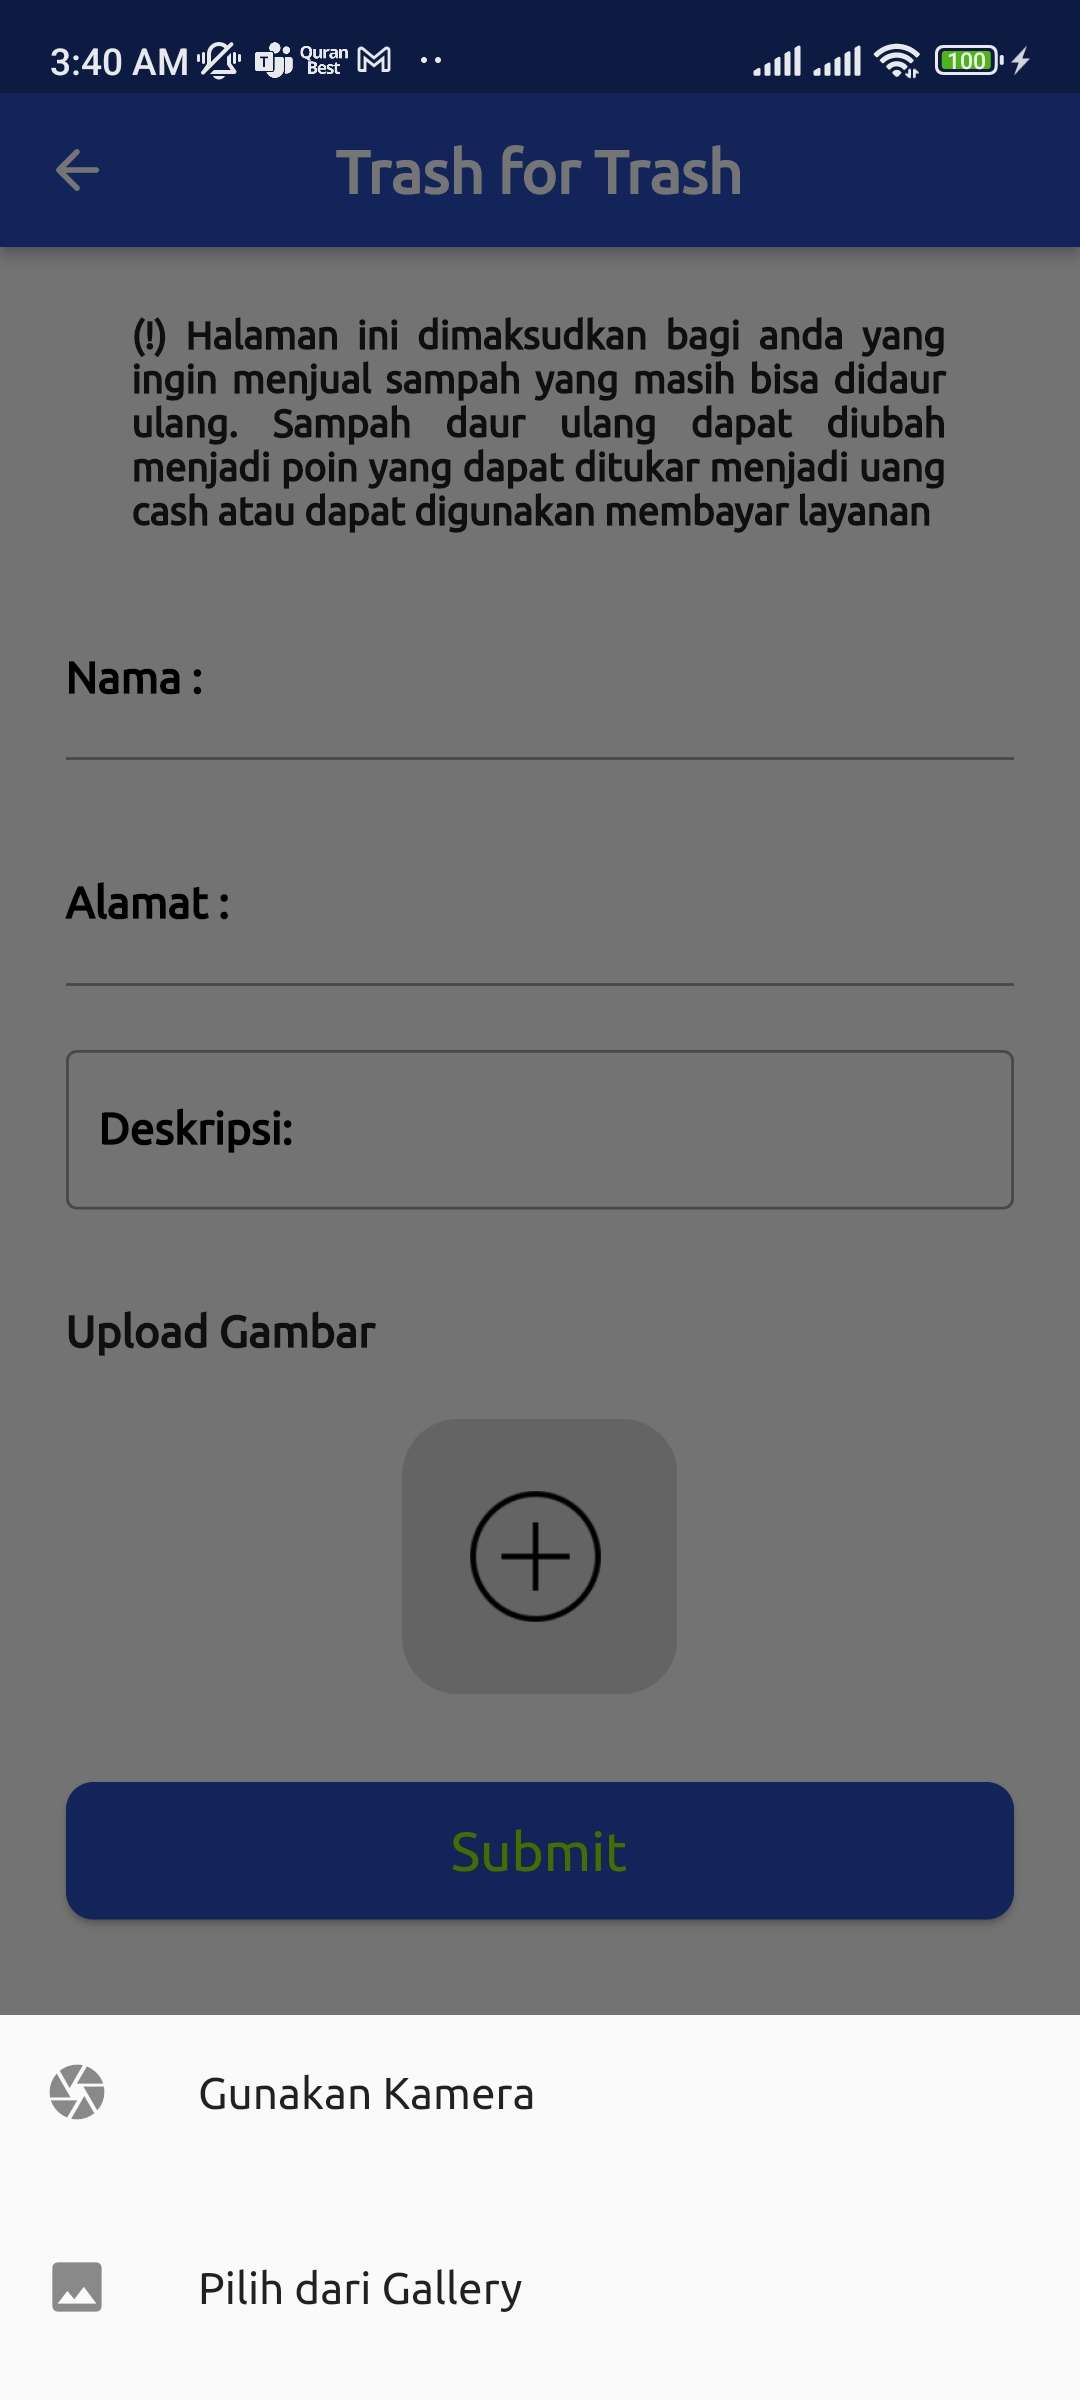 3:40 AM
Quran
Best
100
Trash for Trash
(!) Halaman ini dimaksudkan bagi anda yang
ingin menjual sampah yang masih bisa didaur
ulang. Sampah daur ulang dapat diubah
menjadi poin yang dapat ditukar menjadi uang
cash atau dapat digunakan membayar layanan
Nama :
Alamat :
Deskripsi:
Upload Gambar
Submit
Gunakan Kamera
Pilih dari Gallery